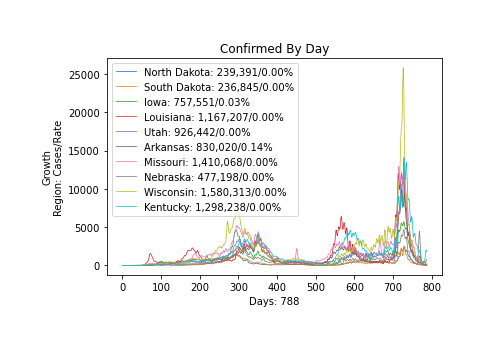 Confirmed By Day
25000
20000
15000
10000
5000
0
Growth
Region: Cases/Rate
North Dakota: 239,391/0.00%
South Dakota: 236,845/0.00%
Iowa: 757,551/0.03%
Louisiana: 1,167,207/0.00%
Utah: 926,442/0.00%
Arkansas: 830,020/0.14%
Missouri: 1,410,068/0.00%
Nebraska: 477,198/0.00%
Wisconsin: 1,580,313/0.00%
Kentucky: 1,298,238/0.00%
0 100 200 300 400 500 600 700 800
Days: 788